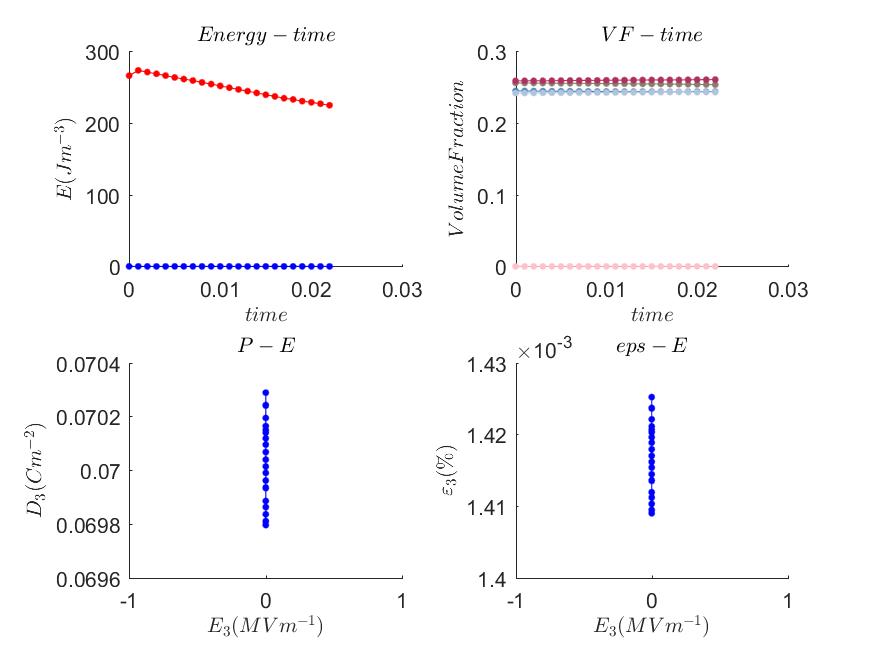 Energy − time
300
200
100
0
E(Jm⁻³)
0
0.01
0.02
0.03
time
VF − time
0.3
0.2
0.1
0
VolumeFraction
0
0.01
0.02
0.03
time
P − E
0.0704
0.0702
0.07
0.0698
0.0696
D₃(Cm⁻²)
-1
0
1
E₃(MVm⁻¹)
×10⁻³
eps − E
1.43
1.42
1.41
1.4
ε₃(%)
-1
0
1
E₃(MVm⁻¹)